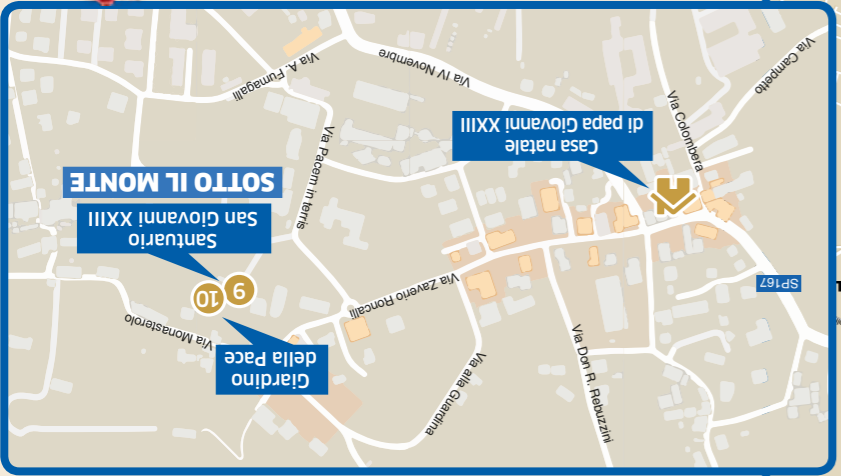 Via Don R. Rebuzzini
Via alla Guardina
Giardino
della Pace
Via Monasterolo
SP167
Via Zaverio Roncalli
9
10
Santuario
San Giovanni XXIII
SOTTO IL MONTE
Casa natale
di papa Giovanni XXIII
Via Pacem in terris
Via Colombera
Via Campetto
Via IV Novembre
Via A. Fumagalli